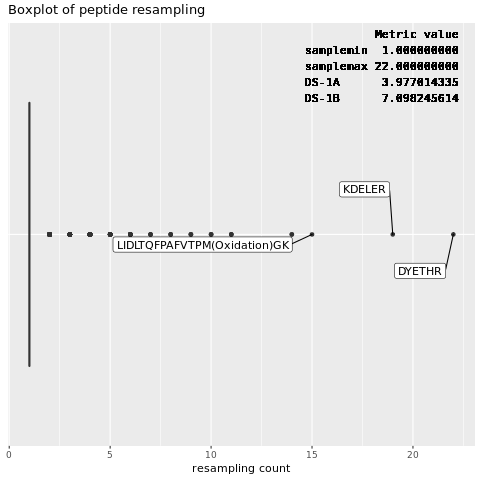 Boxplot of peptide resampling
Metric value
samplemin 1.000000000
samplemax 22.000000000
DS-1A 3.977014335
DS-1B 7.098245614
KDELER
LIDLTQFPAFVTPM(Oxidation)GK
DYETHR
0 5 10 15 20
resampling count